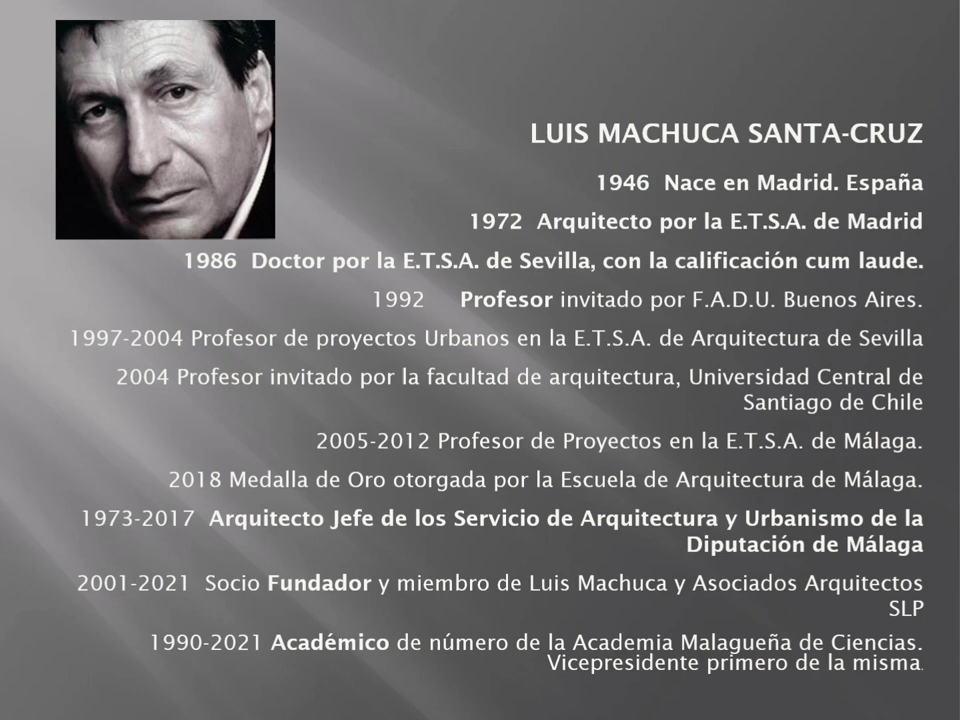 LUIS MACHUCA SANTA-CRUZ
1946 Nace en Madrid. España
1972 Arquitecto por la E.T.S.A. de Madrid
1986 Doctor por la E.T.S.A. de Sevilla, con la calificación cum laude.
1992 Profesor invitado por F.A.D.U. Buenos Aires.
1997-2004 Profesor de proyectos Urbanos en la E.T.S.A. de Arquitectura de Sevilla
2004 Profesor invitado por la facultad de arquitectura, Universidad Central de
Santiago de Chile
2005-2012 Profesor de Proyectos en la E.T.S.A. de Málaga.
2018 Medalla de Oro otorgada por la Escuela de Arquitectura de Málaga.
1973-2017 Arquitecto Jefe de los Servicio de Arquitectura y Urbanismo de la
Diputación de Málaga
2001-2021 Socio Fundador y miembro de Luis Machuca y Asociados Arquitectos
SLP
1990-2021 Académico de número de la Academia Malagueña de Ciencias.
Vicepresidente primero de la misma.